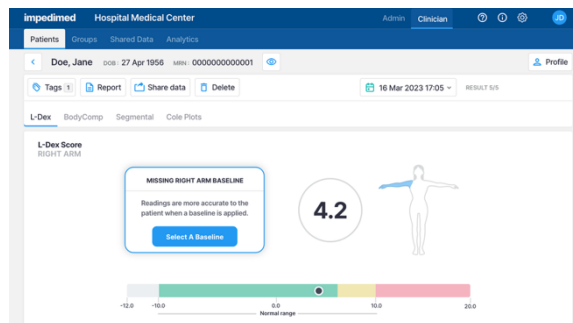 impedimed Hospital Medical Center Admin Clinician JD
Patients Groups Shared Data Analytics
Doe, Jane DOB: 27 Apr 1956 MRN: 0000000000001 Profile
Tags 1 Report Share data Delete 16 Mar 2023 17:05 RESULT 5/5
L-Dex BodyComp Segmental Cole Plots
L-Dex Score
RIGHT ARM
MISSING RIGHT ARM BASELINE
Readings are more accurate to the
patient when a baseline is applied.
Select A Baseline
4.2
-12.0 -10.0 0.0 10.0 20.0
Normal range